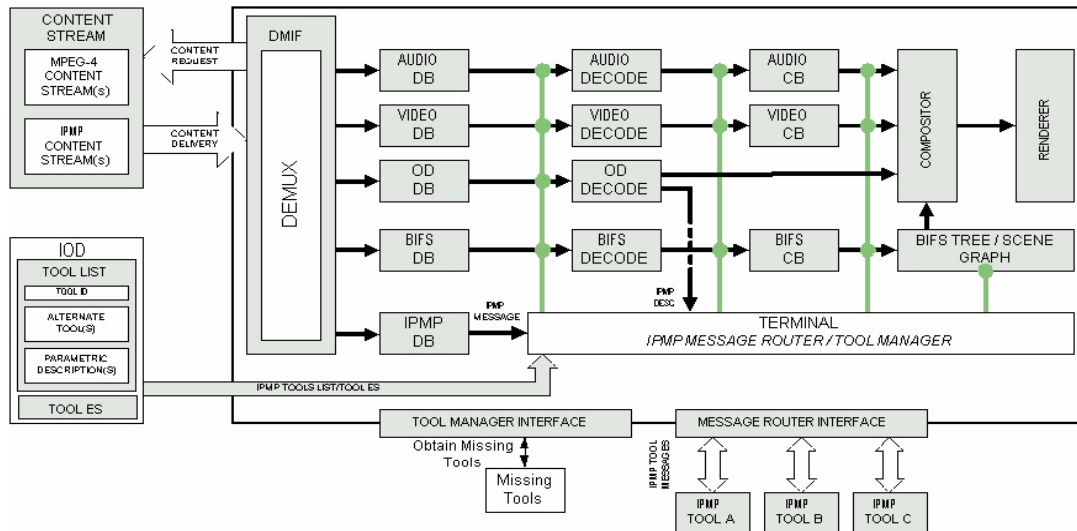 CONTENT
STREAM
MPEG-4
CONTENT
STREAM(s)
IPMP
CONTENT
STREAM(s)
CONTENT
REQUEST
CONTENT
DELIVERY
DMIF
DEMUX
AUDIO
DB
AUDIO
DECODE
AUDIO
CB
VIDEO
DB
VIDEO
DECODE
VIDEO
CB
OD
DB
OD
DECODE
BIFS
DB
BIFS
DECODE
BIFS
CB
COMPOSITOR
RENDERER
BIFS TREE / SCENE
GRAPH
IPMP
DB
IPMP
MESSAGE
IPMP
DESC
TERMINAL
IPMP MESSAGE ROUTER / TOOL MANAGER
IOD
TOOL LIST
TOOL ID
ALTERNATE
TOOL(S)
PARAMETRIC
DESCRIPTION(S)
TOOL ES
IPMP TOOLS LIST/TOOL ES
TOOL MANAGER INTERFACE
Obtain Missing
Tools
Missing
Tools
MESSAGE ROUTER INTERFACE
IPMP TOOL
MESSAGES
IPMP
TOOL A
IPMP
TOOL B
IPMP
TOOL C